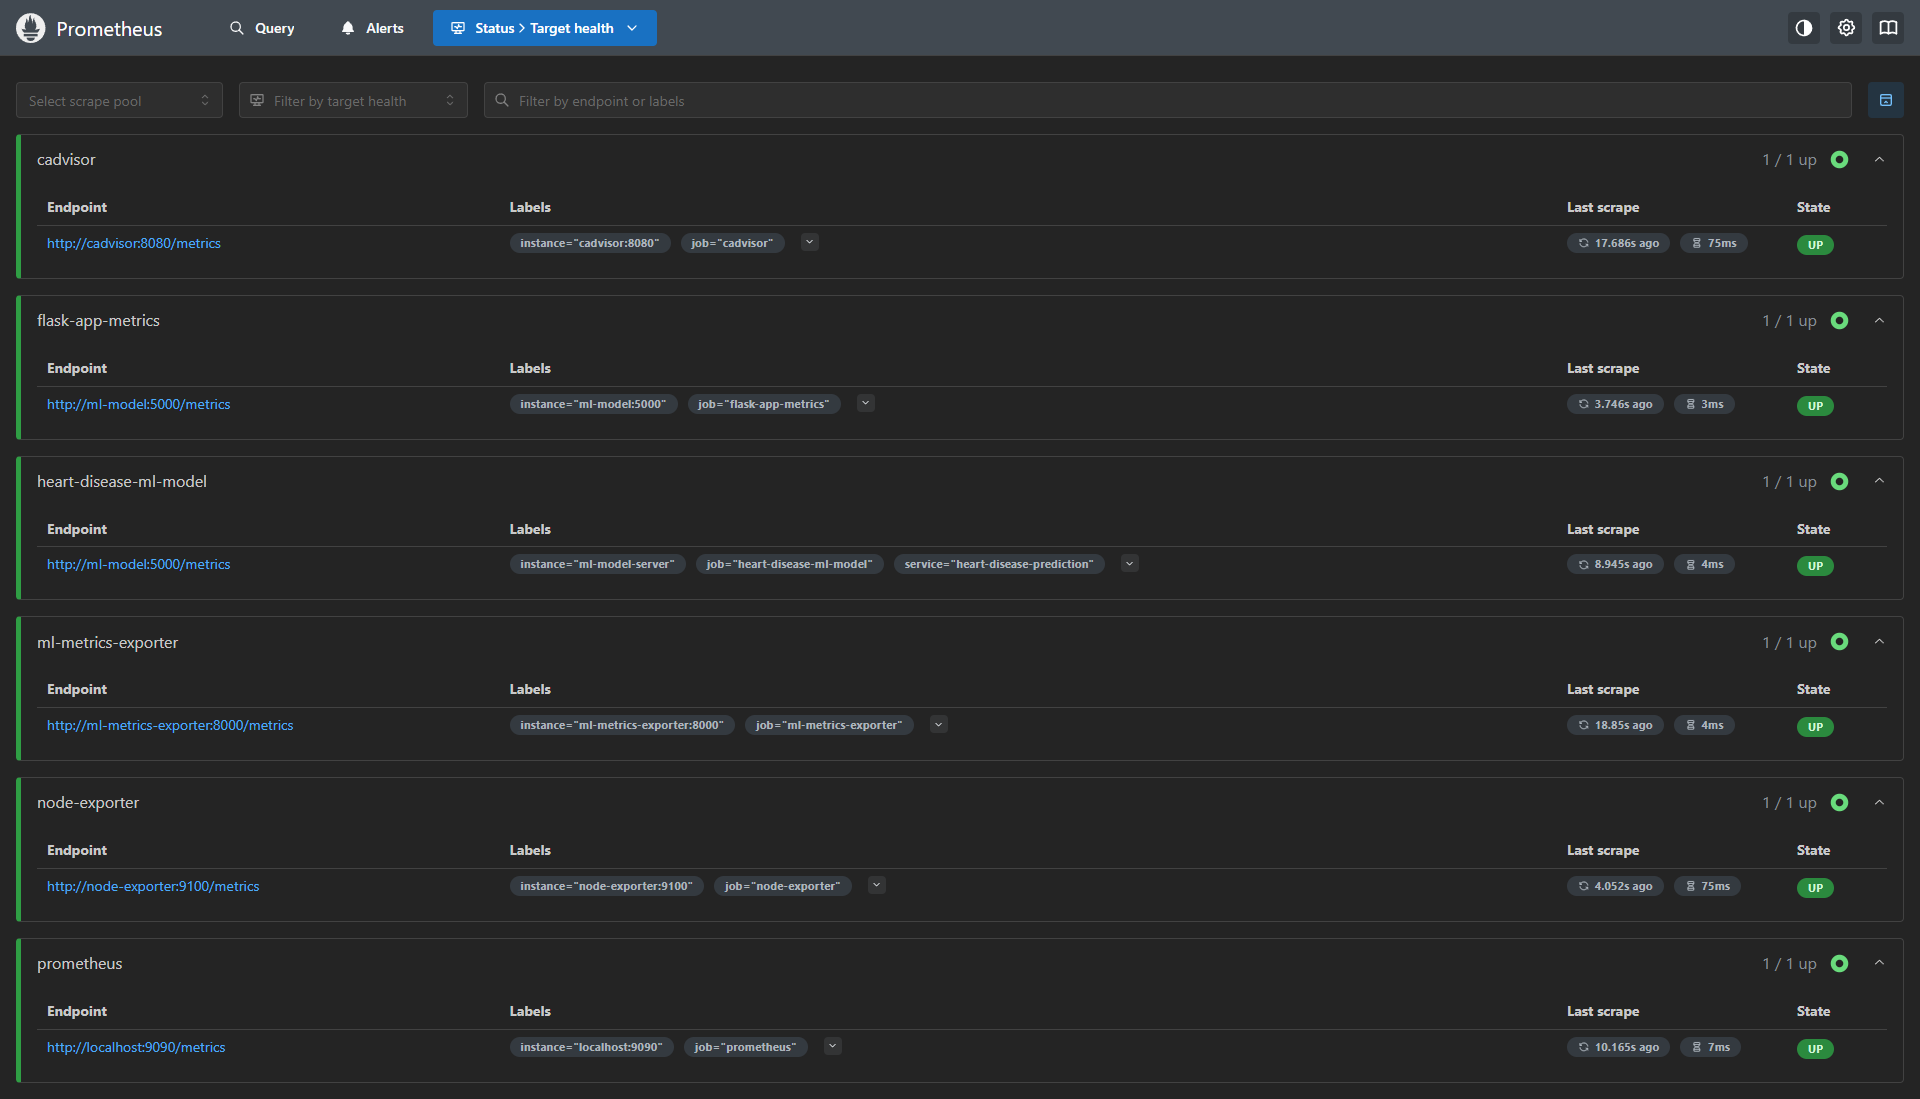 Prometheus Query Alerts Status > Target health
Select scrape pool Filter by target health Filter by endpoint or labels
cadvisor 1 / 1 up
Endpoint Labels Last scrape State
http://cadvisor:8080/metrics instance="cadvisor:8080" job="cadvisor" 17.686s ago 75ms UP
flask-app-metrics 1 / 1 up
Endpoint Labels Last scrape State
http://ml-model:5000/metrics instance="ml-model:5000" job="flask-app-metrics" 3.746s ago 3ms UP
heart-disease-ml-model 1 / 1 up
Endpoint Labels Last scrape State
http://ml-model:5000/metrics instance="ml-model-server" job="heart-disease-ml-model" service="heart-disease-prediction" 8.945s ago 4ms UP
ml-metrics-exporter 1 / 1 up
Endpoint Labels Last scrape State
http://ml-metrics-exporter:8000/metrics instance="ml-metrics-exporter:8000" job="ml-metrics-exporter" 18.85s ago 4ms UP
node-exporter 1 / 1 up
Endpoint Labels Last scrape State
http://node-exporter:9100/metrics instance="node-exporter:9100" job="node-exporter" 4.052s ago 75ms UP
prometheus 1 / 1 up
Endpoint Labels Last scrape State
http://localhost:9090/metrics instance="localhost:9090" job="prometheus" 10.165s ago 7ms UP